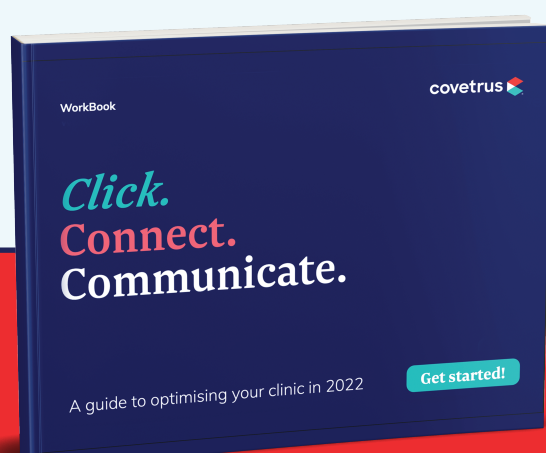 WorkBook
covetrus
Click.
Connect.
Communicate.
A guide to optimising your clinic in 2022
Get started!